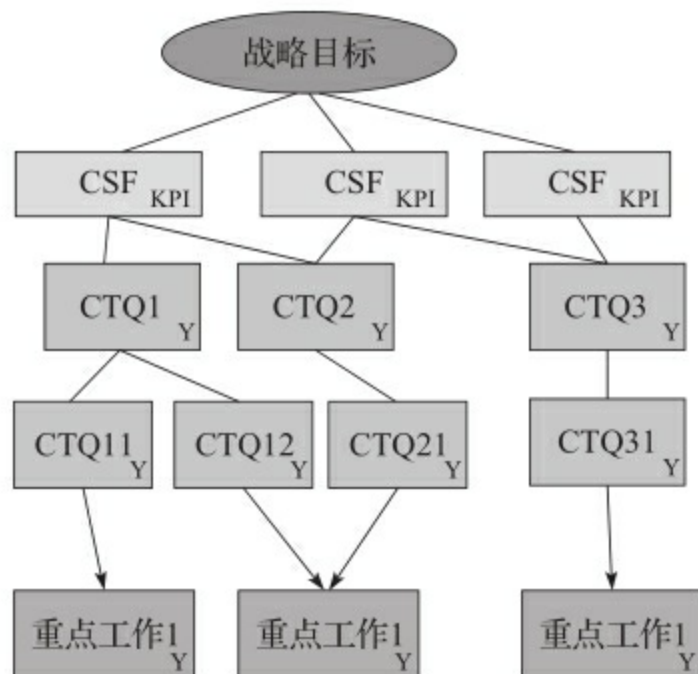 战略目标
CSF KPI
CSF KPI
CSF KPI
CTQ1 Y
CTQ2 Y
CTQ3 Y
CTQ11 Y
CTQ12 Y
CTQ21 Y
CTQ31 Y
重点工作1 Y
重点工作1 Y
重点工作1 Y